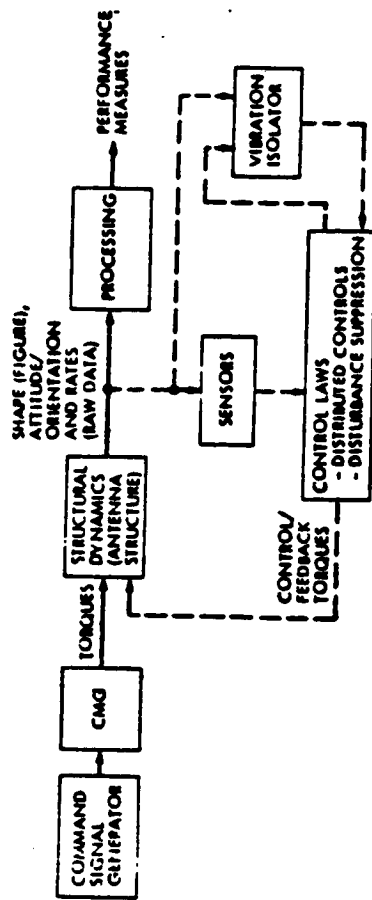 COMMAND
SIGNAL
GENERATOR
CMG
TORQUES
STRUCTURAL
DYNAMICS
(ANTENNA
STRUCTURE)
SHAPE (FIGURE),
ATTITUDE/
ORIENTATION
AND RATES
(RAW DATA)
PROCESSING
PERFORMANCE
MEASURES
SENSORS
VIBRATION
ISOLATOR
CONTROL/
FEEDBACK
TORQUES
CONTROL LAWS
- DISTRIBUTED CONTROLS
- DISTURBANCE SUPPRESSION